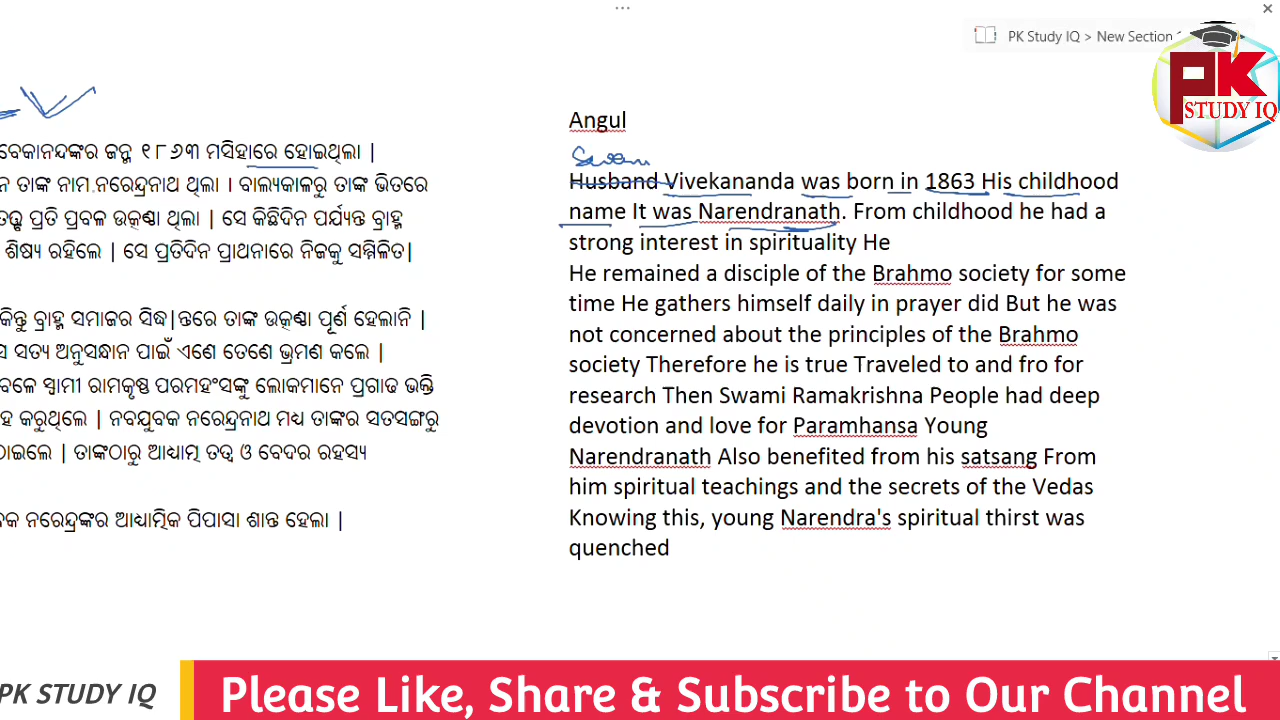 PK Study IQ > New Section
PK
STUDY IQ
ବେକାନନ୍ଦଙ୍କର ଜନ୍ମ ୧୮୬୩ ମସିହାରେ ହୋଇଥିଲା |
ନ ତାଙ୍କ ନାମ ନରେନ୍ଦ୍ରନାଥ ଥିଲା । ବାଲ୍ୟକାଳରୁ ତାଙ୍କ ଭିତରେ
ପ୍ରତି ପ୍ରବଳ ଉତ୍କଣ୍ଠା ଥିଲା | ସେ କିଛିଦିନ ପର୍ଯ୍ୟନ୍ତ ବ୍ରାହ୍ମ
ଶିଷ୍ୟ ରହିଲେ | ସେ ପ୍ରତିଦିନ ପ୍ରାଥନାରେ ନିଜକୁ ସମ୍ମିଳିତ|
କିନ୍ତୁ ବ୍ରାହ୍ମ ସମାଜର ସିଦ୍ଧ|ନ୍ତରେ ତାଙ୍କ ଉତ୍କଣ୍ଠା ପୂର୍ଣ ହେଲାନି |
ସତ୍ୟ ଅନୁସନ୍ଧାନ ପାଇଁ ଏଣେ ତେଣେ ଭ୍ରମଣ କଲେ |
ବଳେ ସ୍ଵାମୀ ରାମକୃଷ୍ଣ ପରମହଂସଙ୍କୁ ଲୋକମାନେ ପ୍ରଗାଢ ଭକ୍ତି
ହ କରୁଥିଲେ | ନବଯୁବକ ନରେନ୍ଦ୍ରନାଥ ମଧ୍ୟ ତାଙ୍କର ସତସଙ୍ଗରୁ
ଠାଇଲେ | ତାଙ୍କଠାରୁ ଆଧ୍ୟାତ୍ମ ତତ୍ତ୍ୱ ଓ ବେଦର ରହସ୍ୟ
ବକ ନରେନ୍ଦ୍ରଙ୍କର ଆଧ୍ୟାତ୍ମିକ ପିପାସା ଶାନ୍ତ ହେଲା |
Angul
Swami
Husband Vivekananda was born in 1863 His childhood
name It was Narendranath. From childhood he had a
strong interest in spirituality He
He remained a disciple of the Brahmo society for some
time He gathers himself daily in prayer did But he was
not concerned about the principles of the Brahmo
society Therefore he is true Traveled to and fro for
research Then Swami Ramakrishna People had deep
devotion and love for Paramhansa Young
Narendranath Also benefited from his satsang From
him spiritual teachings and the secrets of the Vedas
Knowing this, young Narendra's spiritual thirst was
quenched
PK STUDY IQ
Please Like, Share & Subscribe to Our Channel